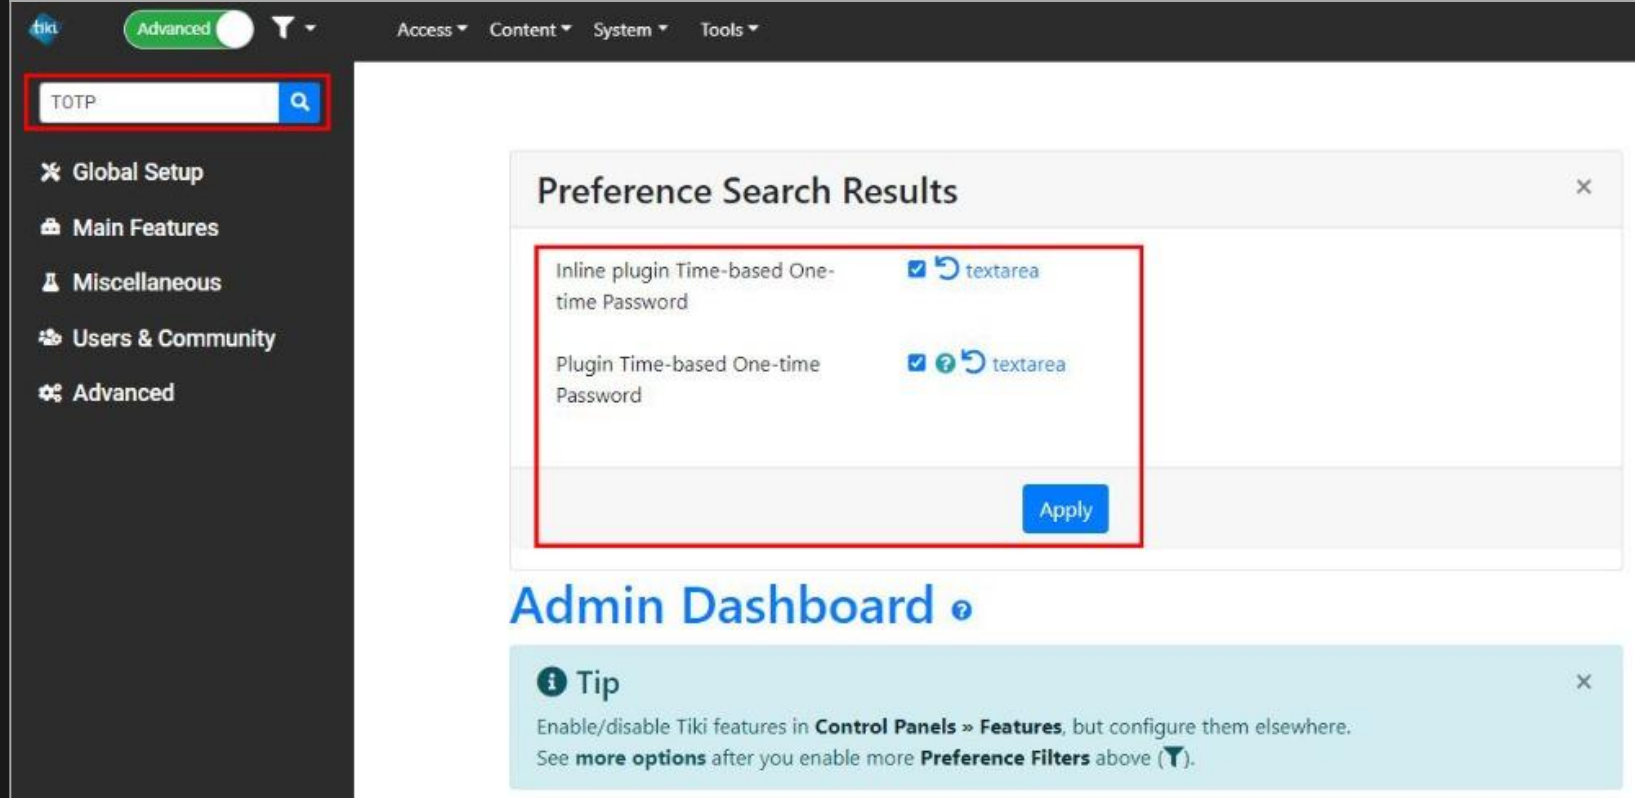 tiki
Advanced
Access Content System Tools
TOTP
Global Setup
Main Features
Miscellaneous
Users & Community
Advanced
Preference Search Results
Inline plugin Time-based One-
time Password
textarea
Plugin Time-based One-time
Password
textarea
Apply
Admin Dashboard
Tip
Enable/disable Tiki features in Control Panels » Features, but configure them elsewhere.
See more options after you enable more Preference Filters above ( ).